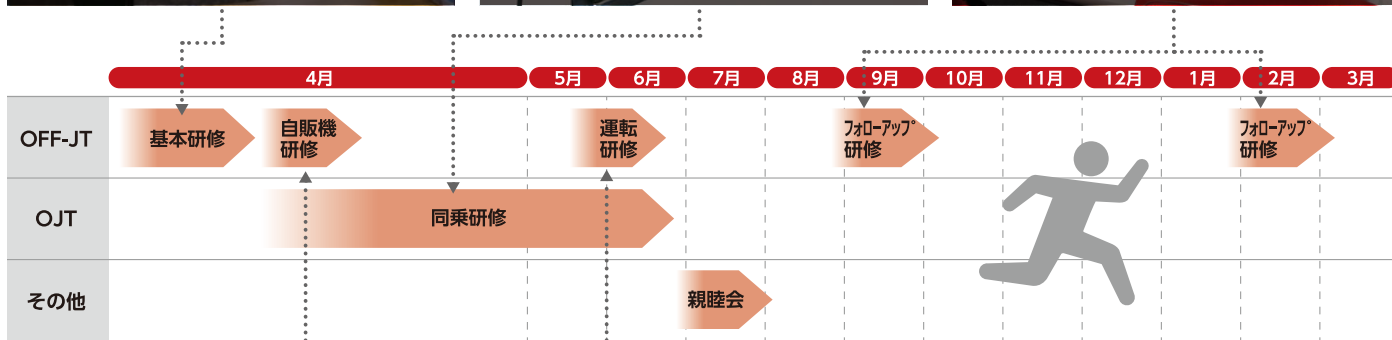 4月 5月 6月 7月 8月 9月 10月 11月 12月 1月 2月 3月
OFF-JT
基本研修
自販機
研修
運転
研修
フォローアップ
研修
フォローアップ
研修
OJT
同乗研修
その他
親睦会